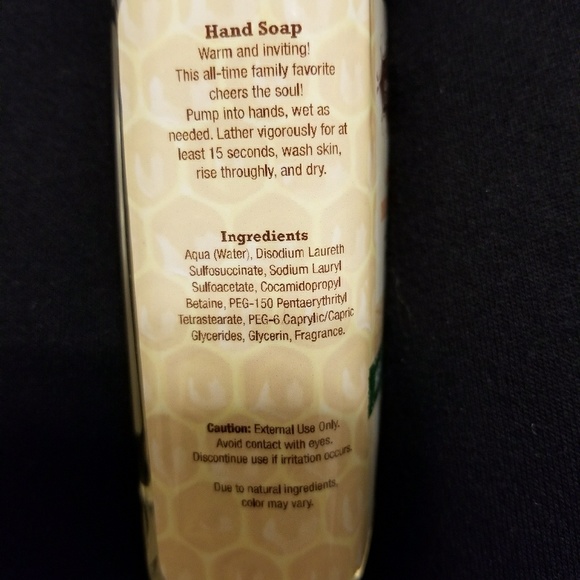 Hand Soap
Warm and inviting!
This all-time family favorite
cheers the soul!
Pump into hands, wet as
needed. Lather vigorously for at
least 15 seconds, wash skin,
rise throughly, and dry.
Ingredients
Aqua (Water), Disodium Laureth
Sulfosuccinate, Sodium Lauryl
Sulfoacetate, Cocamidopropyl
Betaine, PEG-150 Pentaerythrityl
Tetrastearate, PEG-6 Caprylic/Capric
Glycerides, Glycerin, Fragrance.
Caution: External Use Only.
Avoid contact with eyes.
Discontinue use if irritation occurs.
Due to natural ingredients,
color may vary.